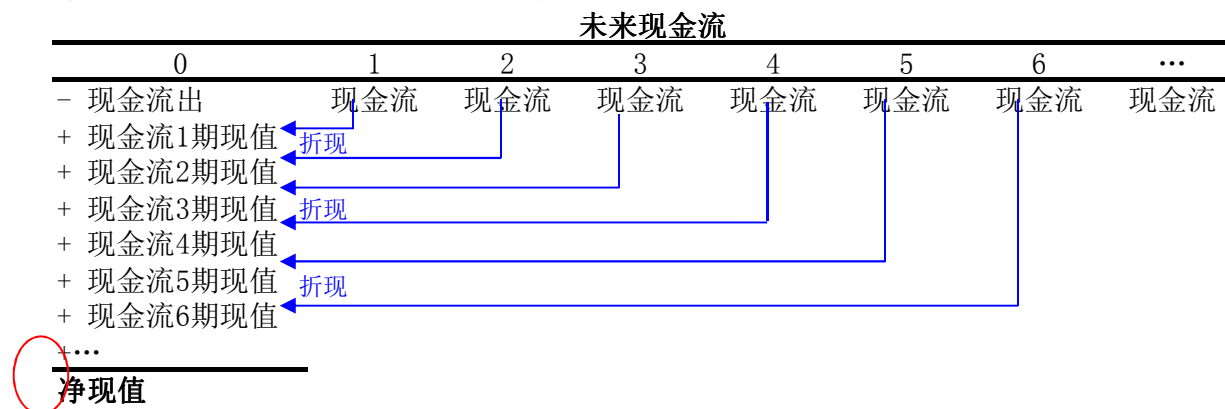 未来现金流
0 1 2 3 4 5 6 …
- 现金流出 现金流 现金流 现金流 现金流 现金流 现金流 现金流
+ 现金流1期现值 折现
+ 现金流2期现值
+ 现金流3期现值 折现
+ 现金流4期现值
+ 现金流5期现值 折现
+ 现金流6期现值
+…
净现值